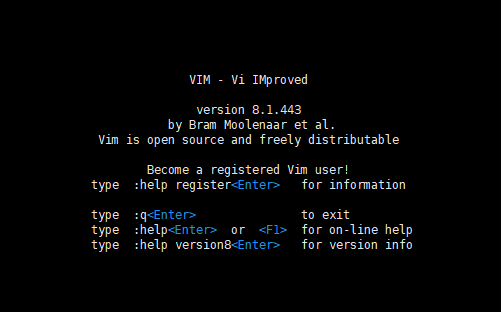 VIM - Vi IMproved
version 8.1.443
by Bram Moolenaar et al.
Vim is open source and freely distributable
Become a registered Vim user!
type  :help register<Enter>   for information
type  :q<Enter>               to exit
type  :help<Enter>  or  <F1>  for on-line help
type  :help version8<Enter>   for version info